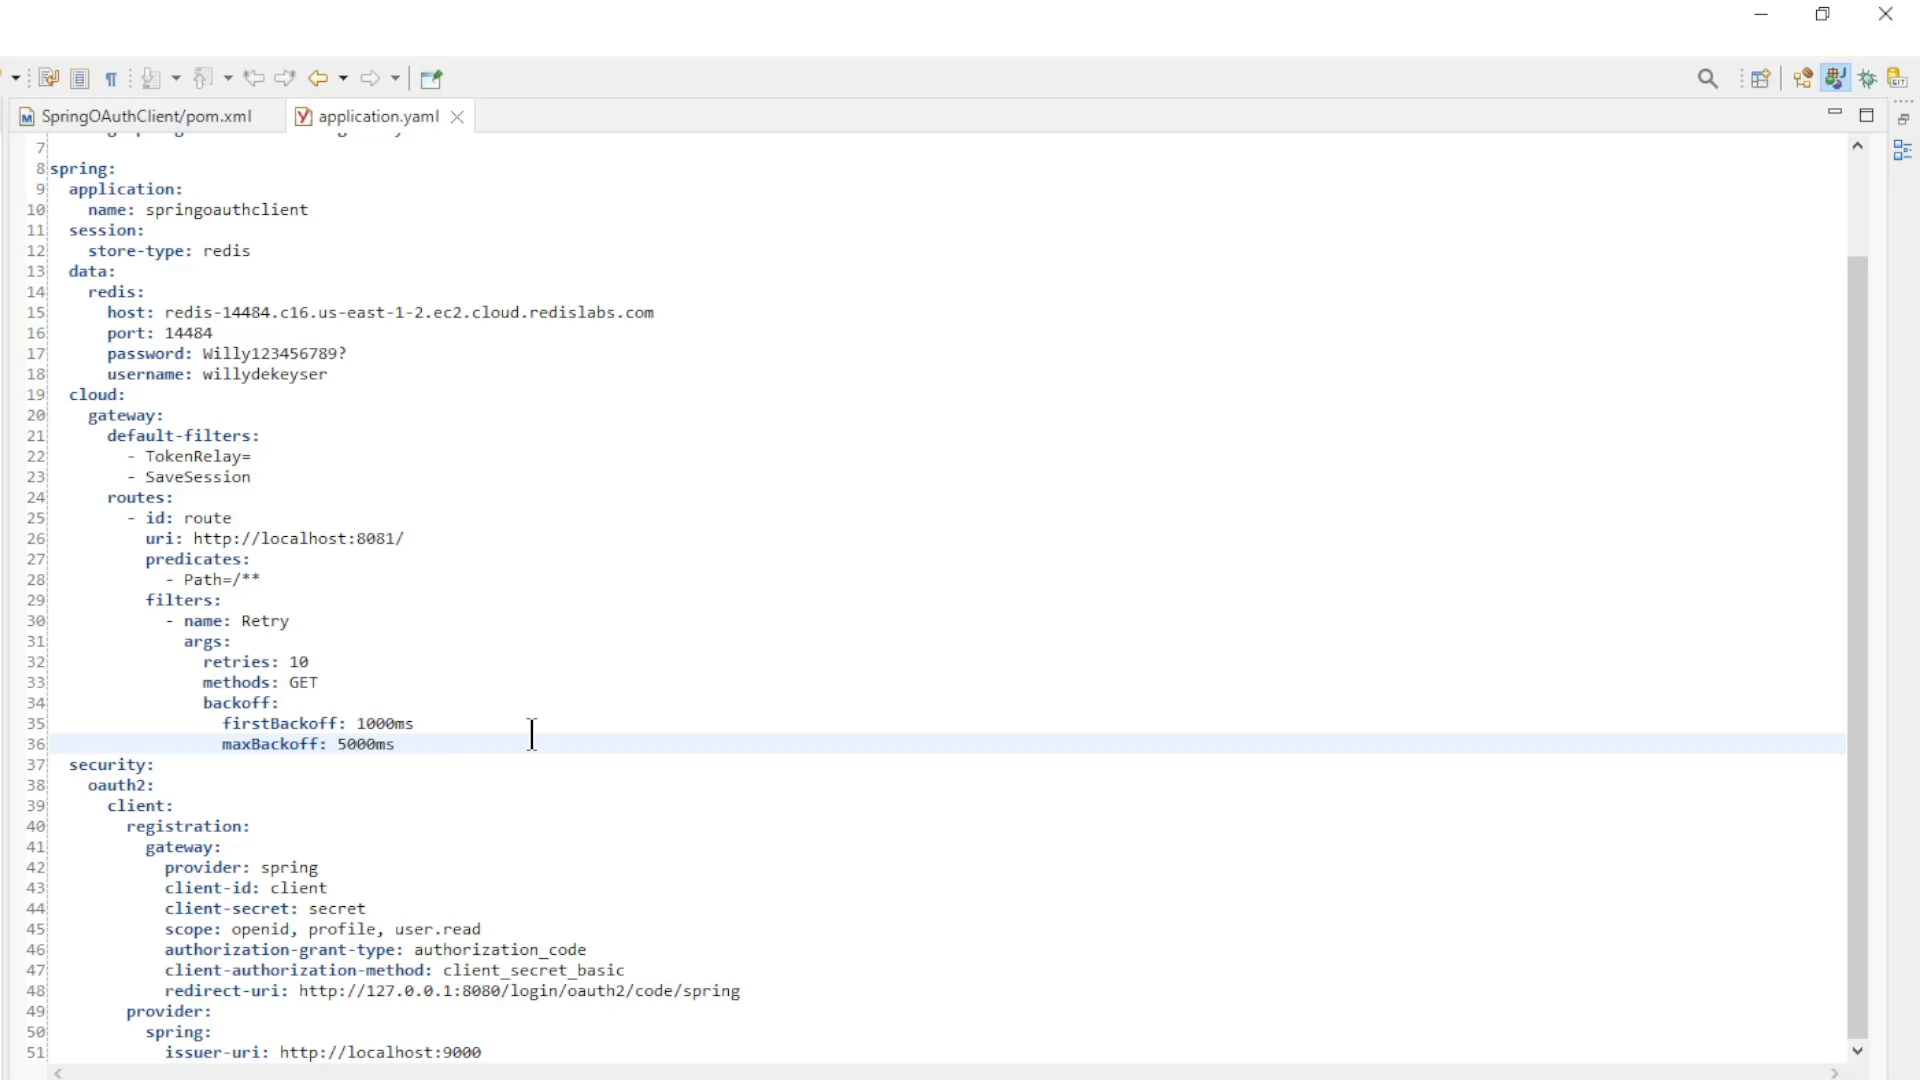 SpringOAuthClient/pom.xml application.yaml
7
8 spring:
9 application:
10 name: springoauthclient
11 session:
12 store-type: redis
13 data:
14 redis:
15 host: redis-14484.c16.us-east-1-2.ec2.cloud.redislabs.com
16 port: 14484
17 password: Willy123456789?
18 username: willydekeyser
19 cloud:
20 gateway:
21 default-filters:
22 - TokenRelay=
23 - SaveSession
24 routes:
25 - id: route
26 uri: http://localhost:8081/
27 predicates:
28 - Path=/**
29 filters:
30 - name: Retry
31 args:
32 retries: 10
33 methods: GET
34 backoff:
35 firstBackoff: 1000ms
36 maxBackoff: 5000ms
37 security:
38 oauth2:
39 client:
40 registration:
41 gateway:
42 provider: spring
43 client-id: client
44 client-secret: secret
45 scope: openid, profile, user.read
46 authorization-grant-type: authorization_code
47 client-authorization-method: client_secret_basic
48 redirect-uri: http://127.0.0.1:8080/login/oauth2/code/spring
49 provider:
50 spring:
51 issuer-uri: http://localhost:9000